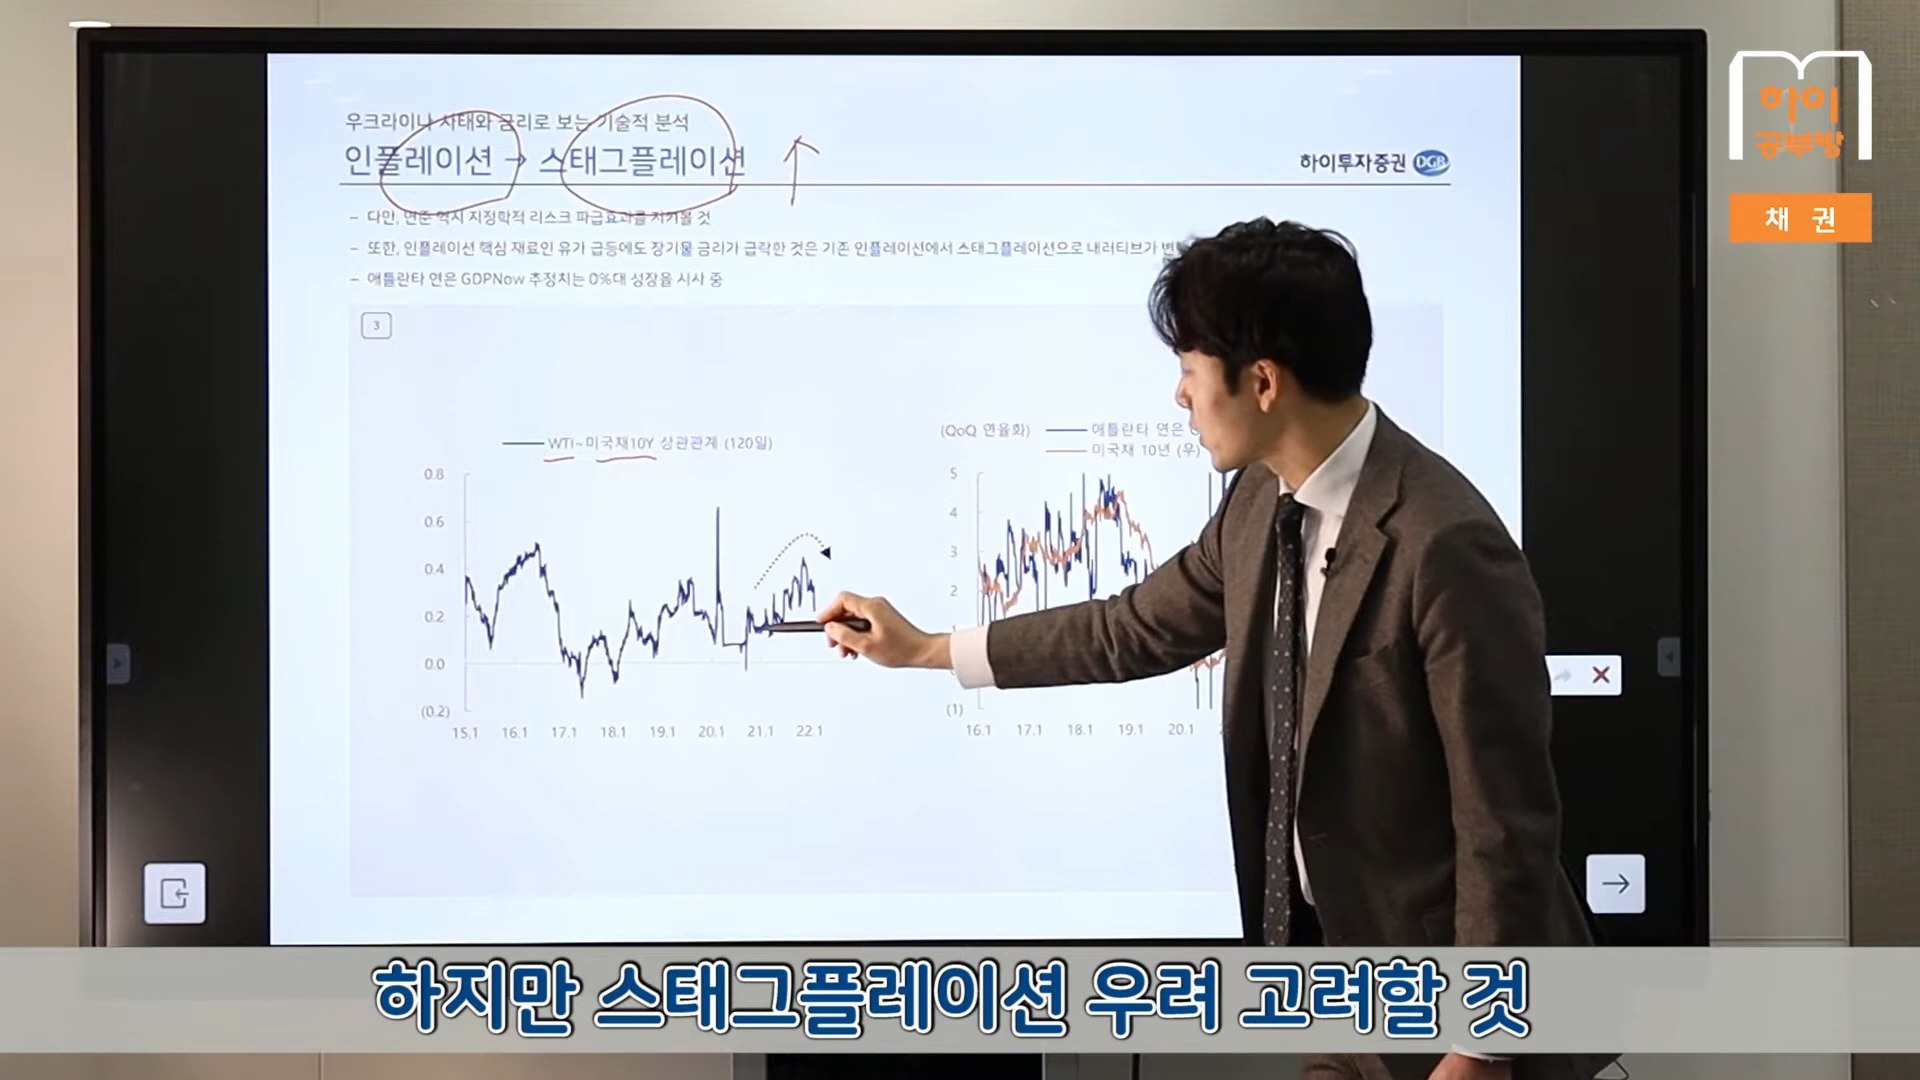 우크라이나 사태와 금리로 보는 기술적 분석
인플레이션 → 스태그플레이션
하이투자증권 DGB
하이
공부방
채 권
– 다만, 연준 역시 지정학적 리스크 파급효과를 지켜볼 것
– 또한, 인플레이션 핵심 재료인 유가 급등에도 장기물 금리가 급락한 것은 기존 인플레이션에서 스태그플레이션으로 내러티브가
– 애틀란타 연은 GDPNow 추정치는 0%대 성장을 시사 중
3
WTI~미국채10Y 상관관계 (120일)
0.8
0.6
0.4
0.2
0.0
(0.2)
15.1 16.1 17.1 18.1 19.1 20.1 21.1 22.1
(QoQ 연율화)
애틀란타 연은
미국채 10년 (우)
5
4
3
2
(1)
16.1 17.1 18.1 19.1 20.1
하지만 스태그플레이션 우려 고려할 것